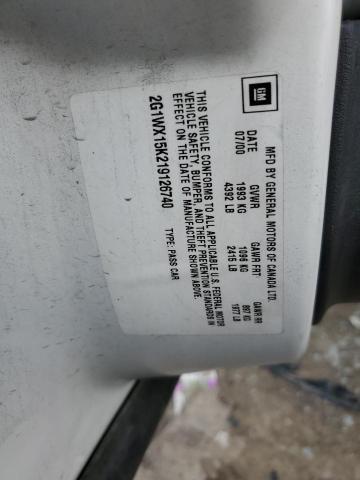 GM
MFD BY GENERAL MOTORS OF CANADA LTD.
DATE GVWR GAWR FRT GAWR RR
07/00 1993 KG 1096 KG 897 KG
4392 LB 2415 LB 1977 LB
THIS VEHICLE CONFORMS TO ALL APPLICABLE U.S. FEDERAL MOTOR
VEHICLE SAFETY, BUMPER, AND THEFT PREVENTION STANDARDS IN
EFFECT ON THE DATE OF MANUFACTURE SHOWN ABOVE.
2G1WX15K219126740 TYPE: PASS CAR